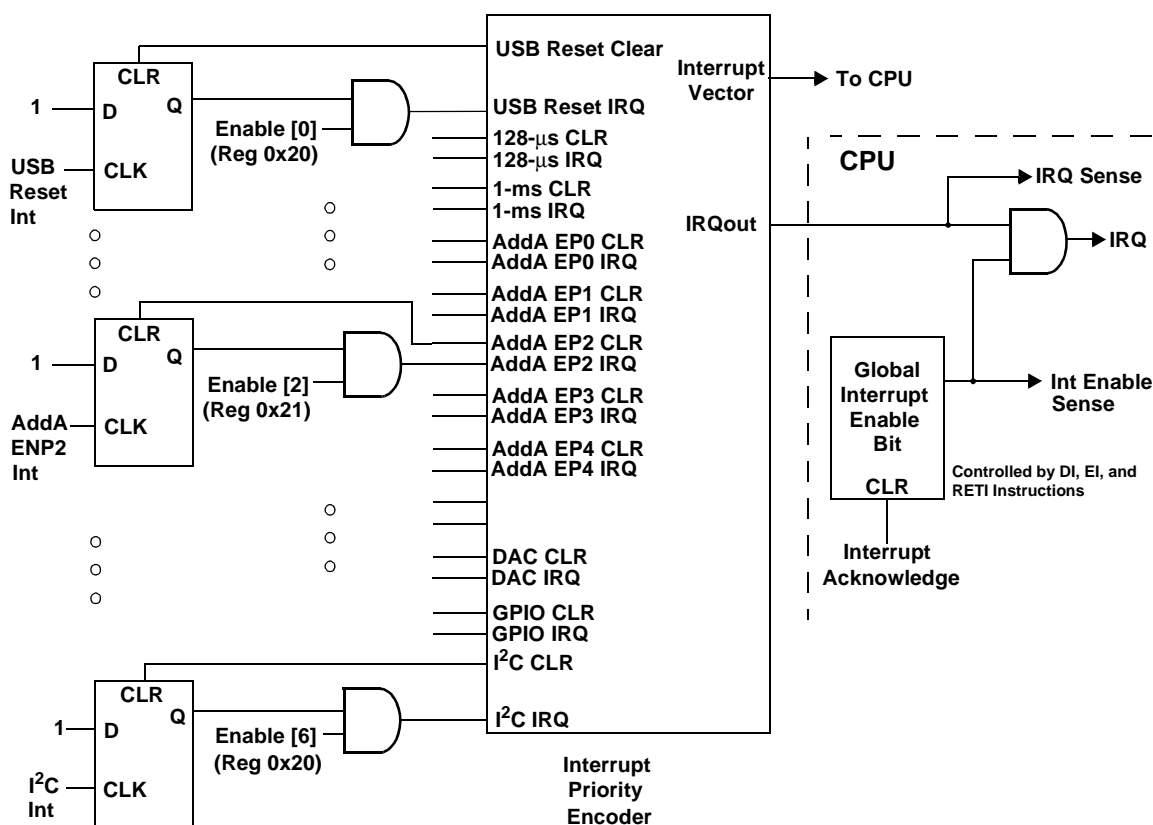 CLR
D
Q
1
CLK
USB
Reset
Int
Enable [0]
(Reg 0x20)
CLR
D
Q
1
CLK
AddA
ENP2
Int
Enable [2]
(Reg 0x21)
CLR
D
Q
1
CLK
I²C
Int
Enable [6]
(Reg 0x20)
USB Reset Clear
USB Reset IRQ
128-μs CLR
128-μs IRQ
1-ms CLR
1-ms IRQ
AddA EP0 CLR
AddA EP0 IRQ
AddA EP1 CLR
AddA EP1 IRQ
AddA EP2 CLR
AddA EP2 IRQ
AddA EP3 CLR
AddA EP3 IRQ
AddA EP4 CLR
AddA EP4 IRQ
DAC CLR
DAC IRQ
GPIO CLR
GPIO IRQ
I²C CLR
I²C IRQ
Interrupt
Vector
IRQout
Interrupt
Priority
Encoder
To CPU
CPU
IRQ Sense
IRQ
Global
Interrupt
Enable
Bit
CLR
Int Enable
Sense
Controlled by DI, EI, and
RETI Instructions
Interrupt
Acknowledge